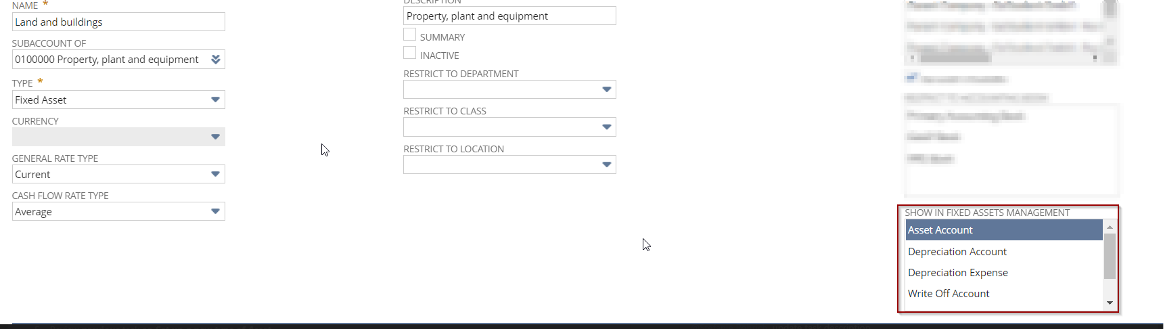 NAME *
Land and buildings
SUBACCOUNT OF
0100000 Property, plant and equipment
TYPE *
Fixed Asset
CURRENCY
GENERAL RATE TYPE
Current
CASH FLOW RATE TYPE
Average
DESCRIPTION
Property, plant and equipment
SUMMARY
INACTIVE
RESTRICT TO DEPARTMENT
RESTRICT TO CLASS
RESTRICT TO LOCATION
SHOW IN FIXED ASSETS MANAGEMENT
Asset Account
Depreciation Account
Depreciation Expense
Write Off Account